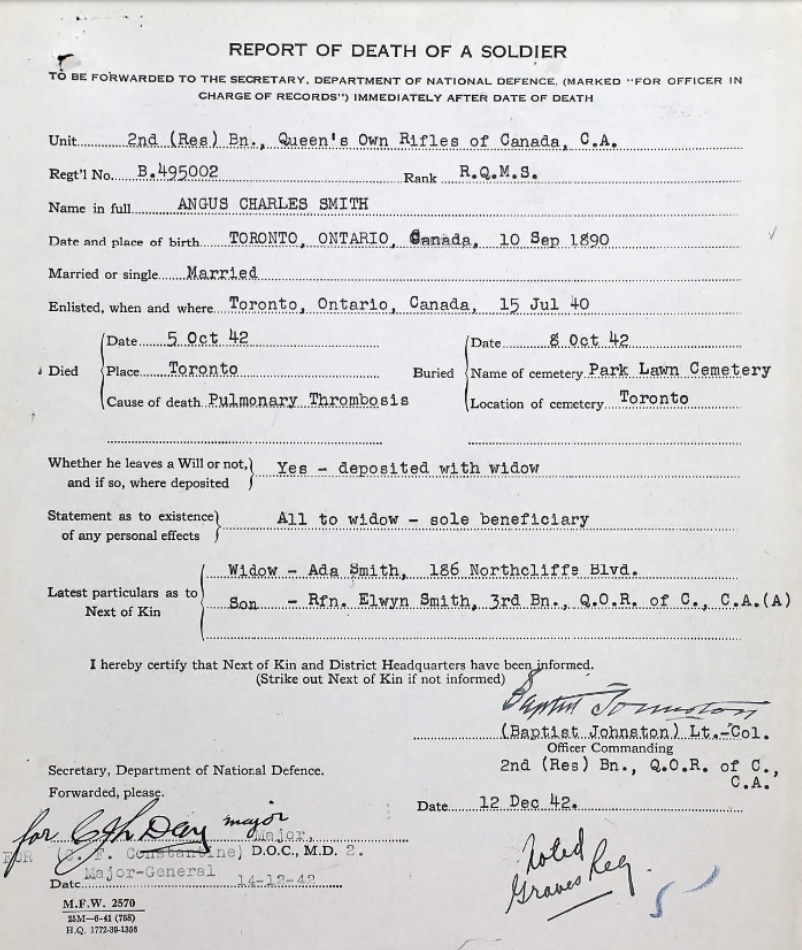 REPORT OF DEATH OF A SOLDIER
TO BE FORWARDED TO THE SECRETARY, DEPARTMENT OF NATIONAL DEFENCE, (MARKED "FOR OFFICER IN
CHARGE OF RECORDS") IMMEDIATELY AFTER DATE OF DEATH
Unit 2nd (Res) Bn., Queen's Own Rifles of Canada, C.A.
Regt'l No. B.495002 Rank R.Q.M.S.
Name in full ANGUS CHARLES SMITH
Date and place of birth TORONTO, ONTARIO, Canada, 10 Sep 1890
Married or single Married
Enlisted, when and where Toronto, Ontario, Canada, 15 Jul 40
Died
Date 5 Oct 42
Place Toronto
Cause of death Pulmonary Thrombosis
Buried
Date 8 Oct 42
Name of cemetery Park Lawn Cemetery
Location of cemetery Toronto
Whether he leaves a Will or not,
and if so, where deposited
Yes - deposited with widow
Statement as to existence
of any personal effects
All to widow - sole beneficiary
Latest particulars as to
Next of Kin
Widow - Ada Smith, 186 Northcliffe Blvd.
Son - Rfn. Elwyn Smith, 3rd Bn., Q.O.R. of C., C.A.(A)
I hereby certify that Next of Kin and District Headquarters have been informed.
(Strike out Next of Kin if not informed)
Baptist Johnston
(Baptist Johnston) Lt.-Col.
Officer Commanding
2nd (Res) Bn., Q.O.R. of C.,
C.A.
Date 12 Dec 42.
Secretary, Department of National Defence.
Forwarded, please.
for Day major
Major,
FOR (C. F. Constantine) D.O.C., M.D. 2.
Major-General
Date 14-12-42
M.F.W. 2570
25M—6-41 (758)
H.Q. 1772-39-1356
Noted
Graves Reg.